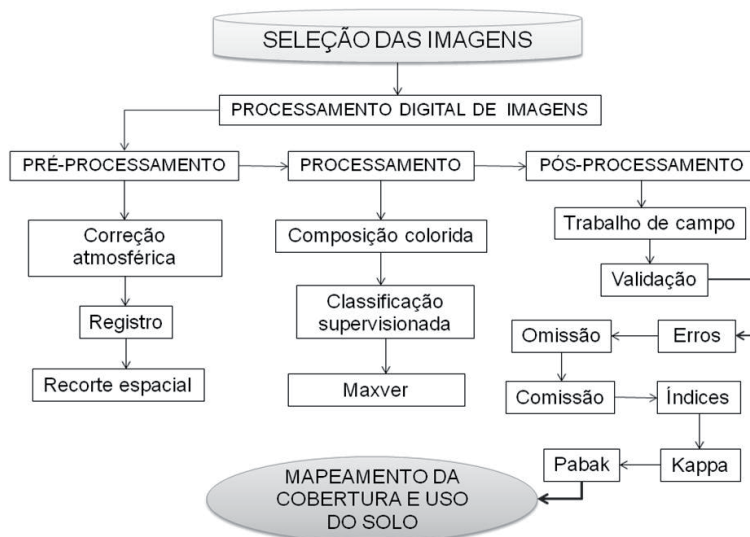 SELEÇÃO DAS IMAGENS
PROCESSAMENTO DIGITAL DE IMAGENS
PRÉ-PROCESSAMENTO
PROCESSAMENTO
PÓS-PROCESSAMENTO
Correção
atmosférica
Registro
Recorte espacial
Composição colorida
Classificação
supervisionada
Maxver
Trabalho de campo
Validação
Erros
Omissão
Comissão
Índices
Kappa
Pabak
MAPEAMENTO DA
COBERTURA E USO
DO SOLO